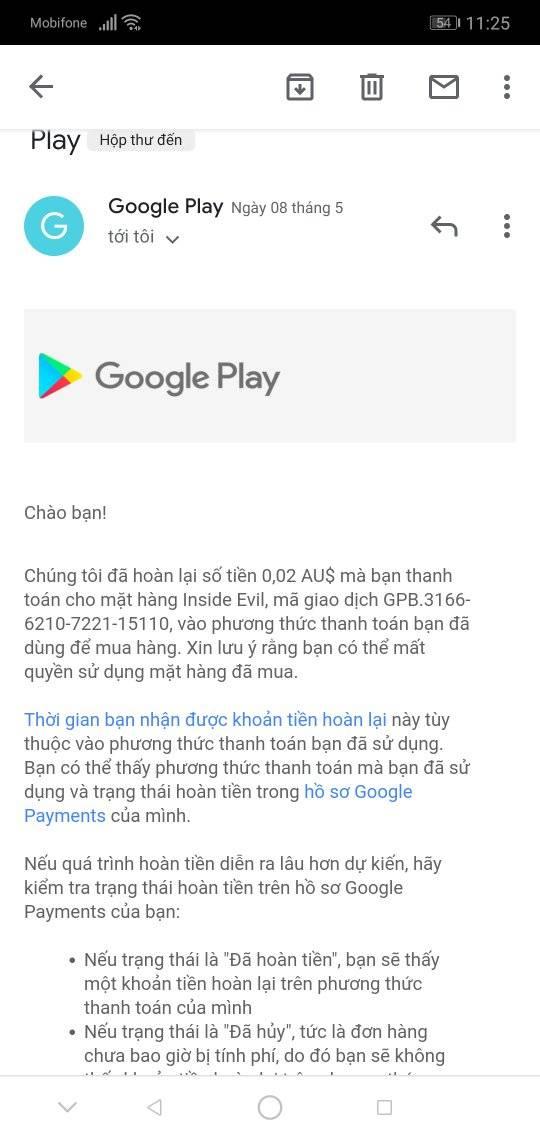 Mobifone
54
11:25
Play Hộp thư đến
G
Google Play Ngày 08 tháng 5
tới tôi
Google Play
Chào bạn!
Chúng tôi đã hoàn lại số tiền 0,02 AU$ mà bạn thanh
toán cho mặt hàng Inside Evil, mã giao dịch GPB.3166-
6210-7221-15110, vào phương thức thanh toán bạn đã
dùng để mua hàng. Xin lưu ý rằng bạn có thể mất
quyền sử dụng mặt hàng đã mua.
Thời gian bạn nhận được khoản tiền hoàn lại này tùy
thuộc vào phương thức thanh toán bạn đã sử dụng.
Bạn có thể thấy phương thức thanh toán mà bạn đã sử
dụng và trạng thái hoàn tiền trong hồ sơ Google
Payments của mình.
Nếu quá trình hoàn tiền diễn ra lâu hơn dự kiến, hãy
kiểm tra trạng thái hoàn tiền trên hồ sơ Google
Payments của bạn:
• Nếu trạng thái là "Đã hoàn tiền", bạn sẽ thấy
một khoản tiền hoàn lại trên phương thức
thanh toán của mình
• Nếu trạng thái là "Đã hủy", tức là đơn hàng
chưa bao giờ bị tính phí, do đó bạn sẽ không